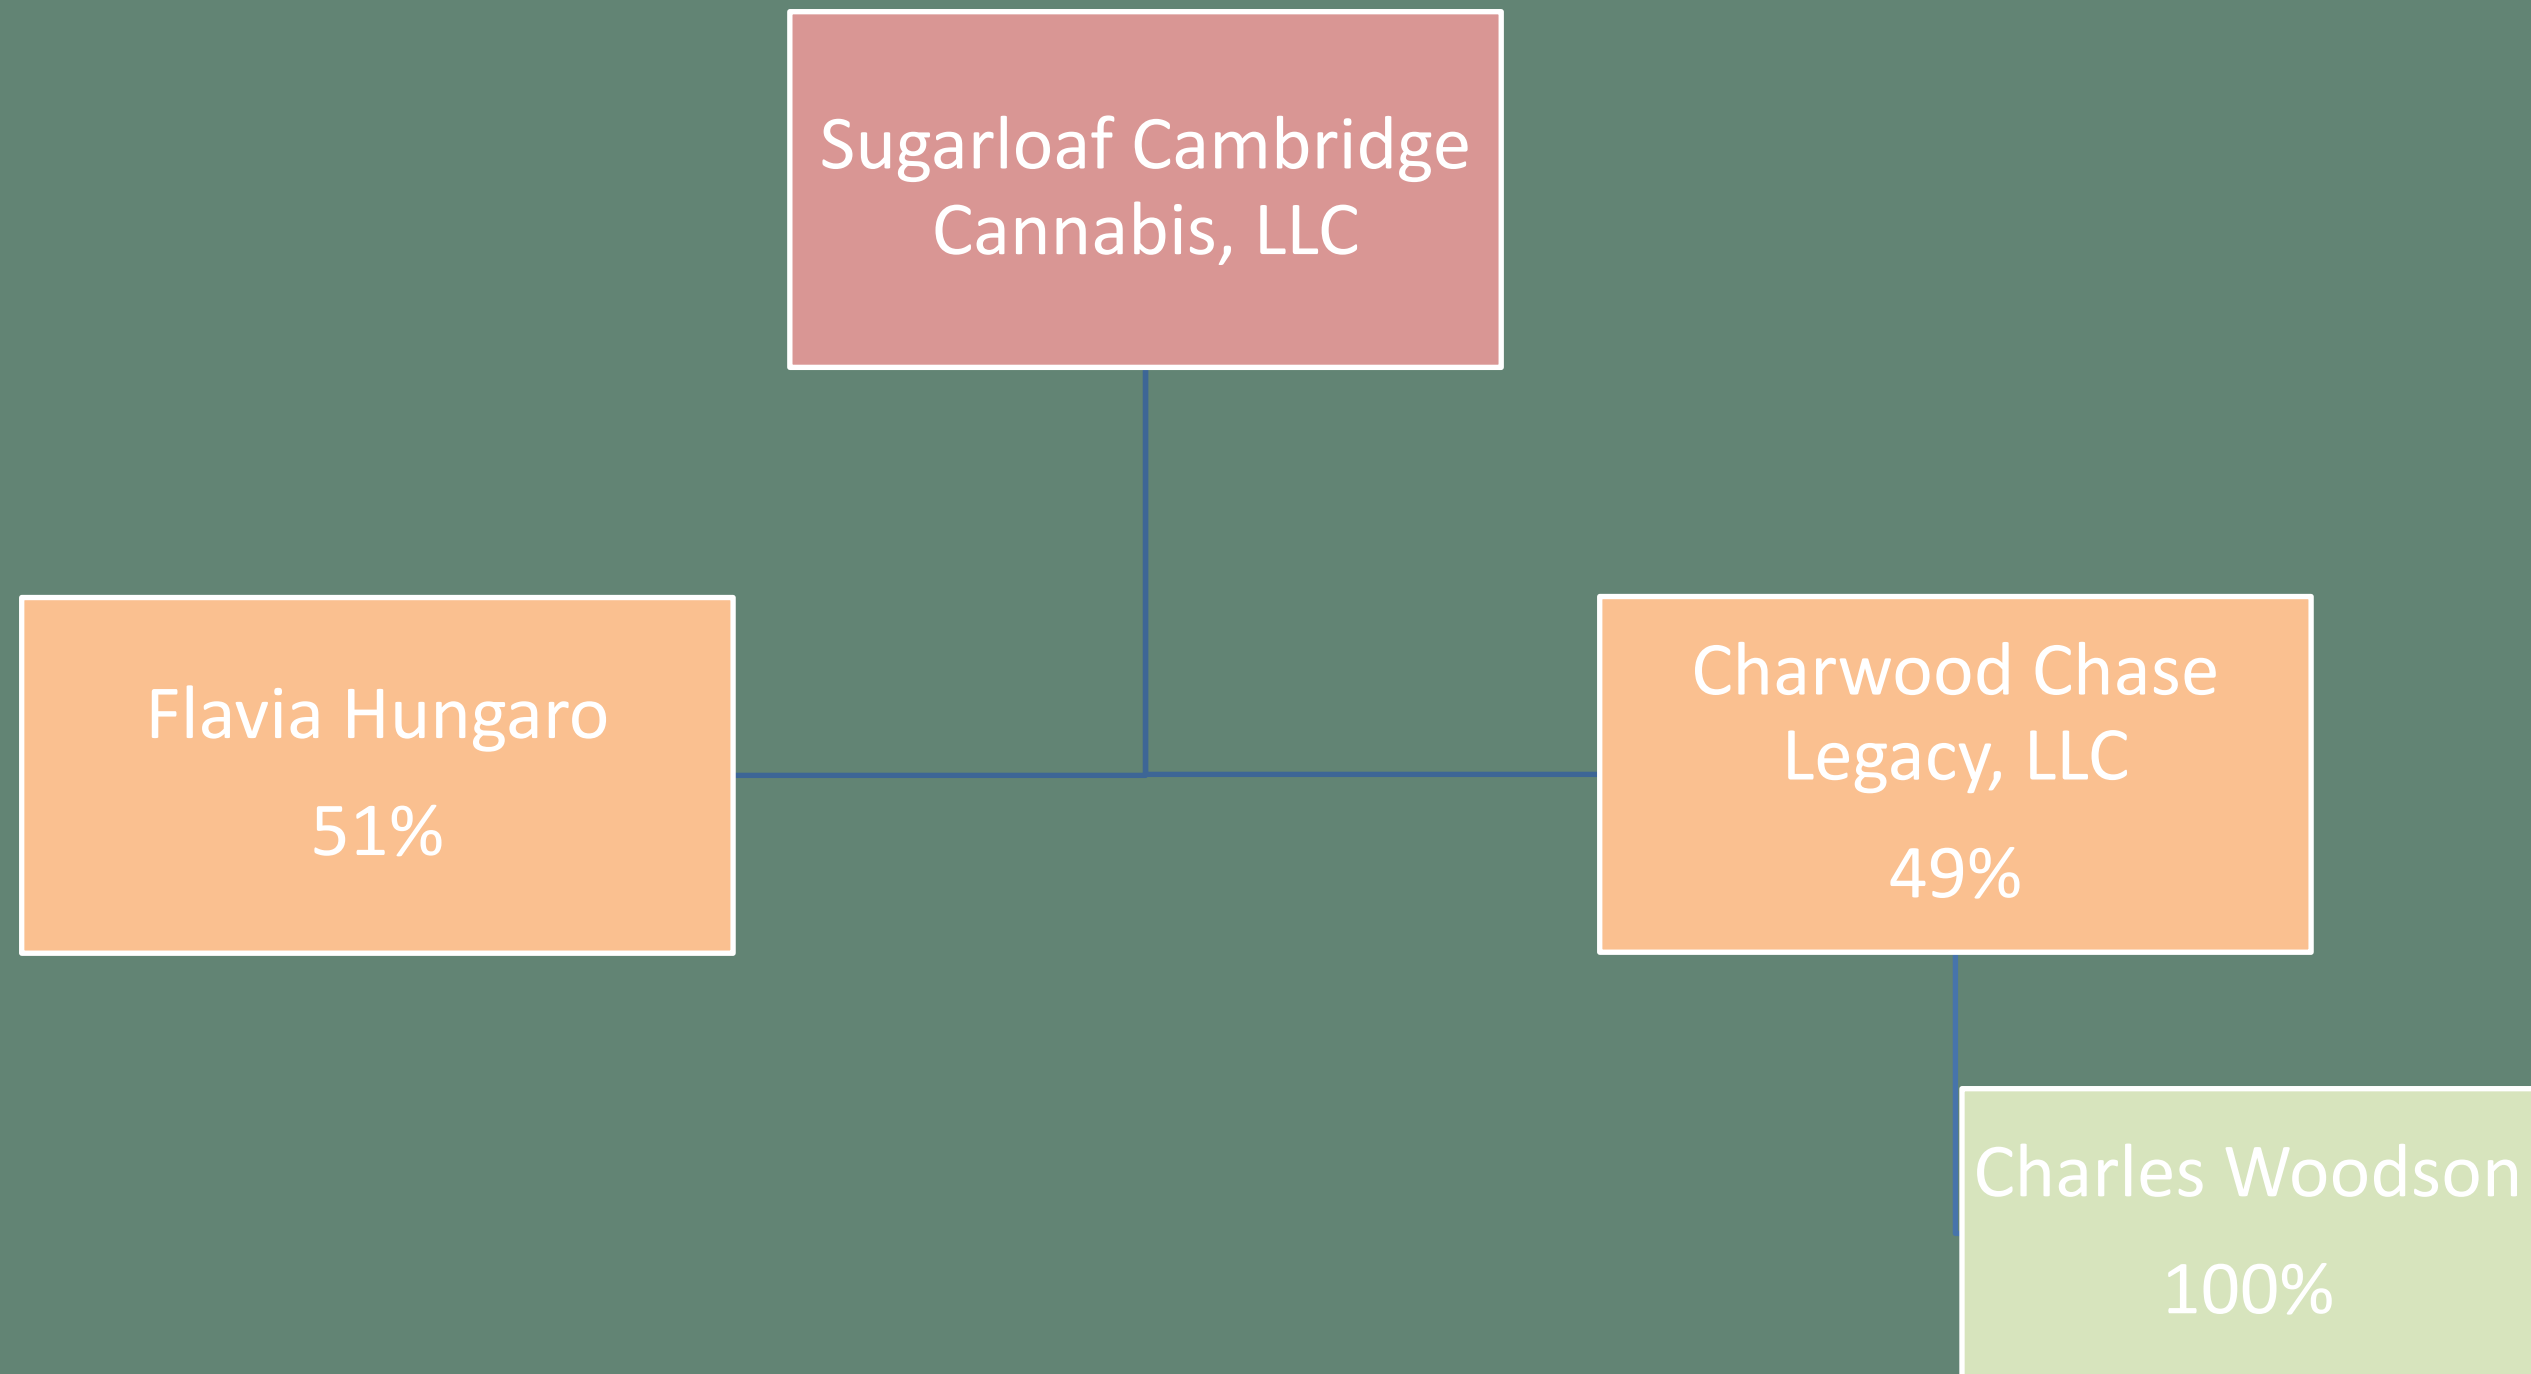 Sugarloaf Cambridge
Cannabis, LLC
Flavia Hungaro
51%
Charwood Chase
Legacy, LLC
49%
Charles Woodson
100%